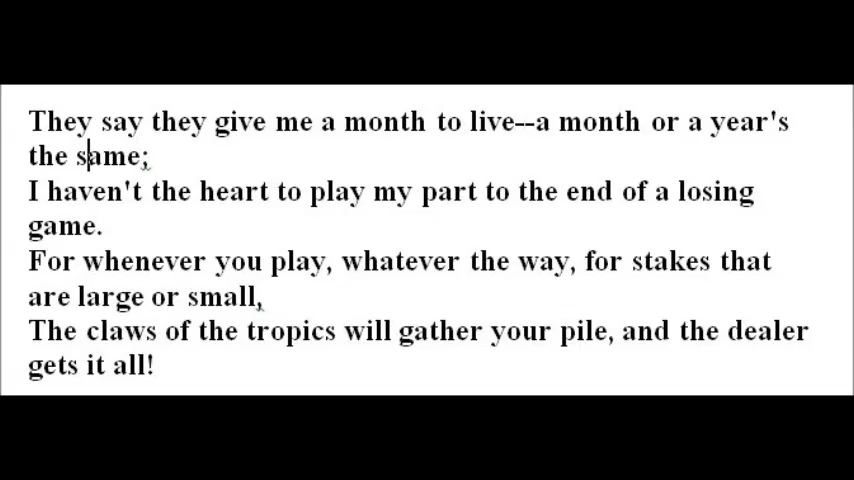 They say they give me a month to live--a month or a year's
the same;
I haven't the heart to play my part to the end of a losing
game.
For whenever you play, whatever the way, for stakes that
are large or small,
The claws of the tropics will gather your pile, and the dealer
gets it all!